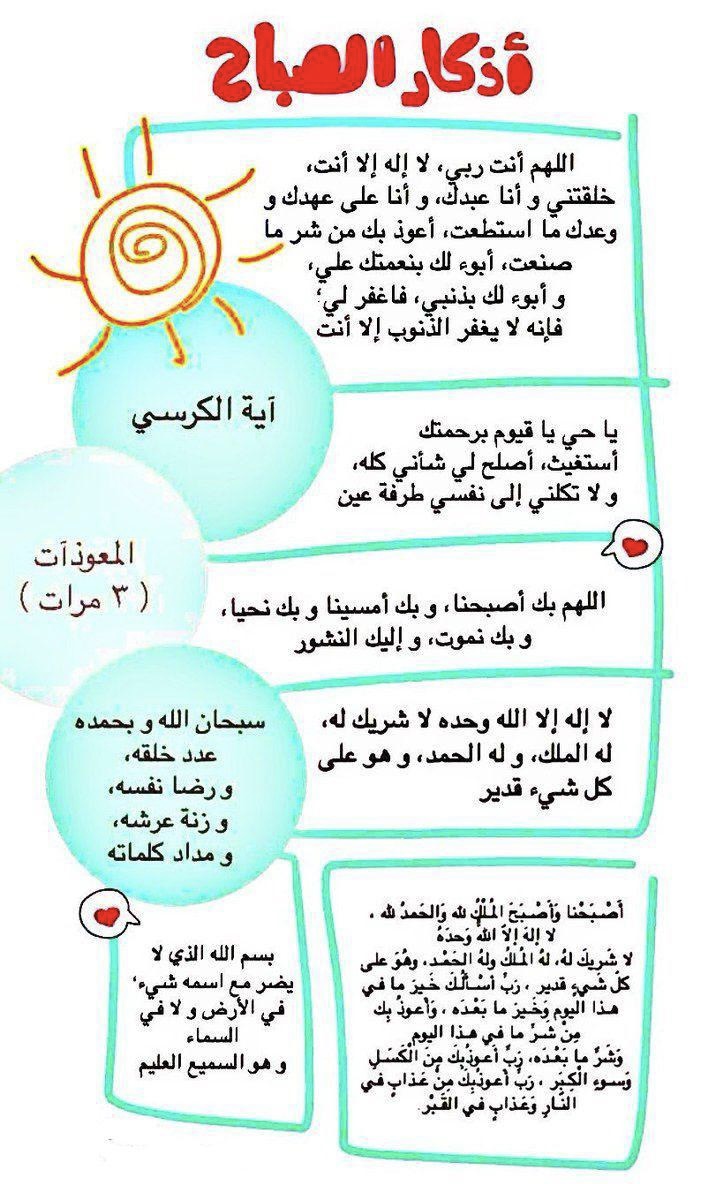 أذكار الصباح
اللهم أنت ربي، لا إله إلا أنت،
خلقتني و أنا عبدك، و أنا على عهدك و
وعدك ما استطعت، أعوذ بك من شر ما
صنعت، أبوء لك بنعمتك علي،
و أبوء لك بذنبي، فاغفر لي،
فإنه لا يغفر الذنوب إلا أنت
آية الكرسي
يا حي يا قيوم برحمتك
أستغيث، أصلح لي شأني كله،
و لا تكلني إلى نفسي طرفة عين
المعوذآت
( ٣ مرات )
اللهم بك أصبحنا، و بك أمسينا و بك نحيا،
و بك نموت، و إليك النشور
لا إله إلا الله وحده لا شريك له،
له الملك، و له الحمد، و هو على
كل شيء قدير
سبحان الله و بحمده
عدد خلقه،
و رضا نفسه،
و زنة عرشه،
و مداد كلماته
أَصْبَحْنا وَأَصْبَحَ المُلْكُ لله وَالحَمدُ لله ،
لا إلهَ إلاّ اللهُ وَحدَهُ
لا شَريكَ لهُ، لهُ المُلكُ ولهُ الحَمْد، وهُوَ على
كلّ شَيءٍ قدير ، رَبِّ أسْألُكَ خَيرَ ما في
هذا اليوم وَخَيرَ ما بَعْدَه ، وَأعوذُ بِك
مِنْ شَرِّ ما في هذا اليوم
وَشَرِّ ما بَعْدَه، رَبِّ أعوذُبِكَ مِنَ الْكَسَلِ
وَسوءِ الْكِبَر ، رَبِّ أعوذُبِكَ مِنْ عَذابٍ في
النّارِ وَعَذابٍ في القَبْر.
بسم الله الذي لا
يضر مع اسمه شيء،
في الأرض و لا في
السماء
و هو السميع العليم